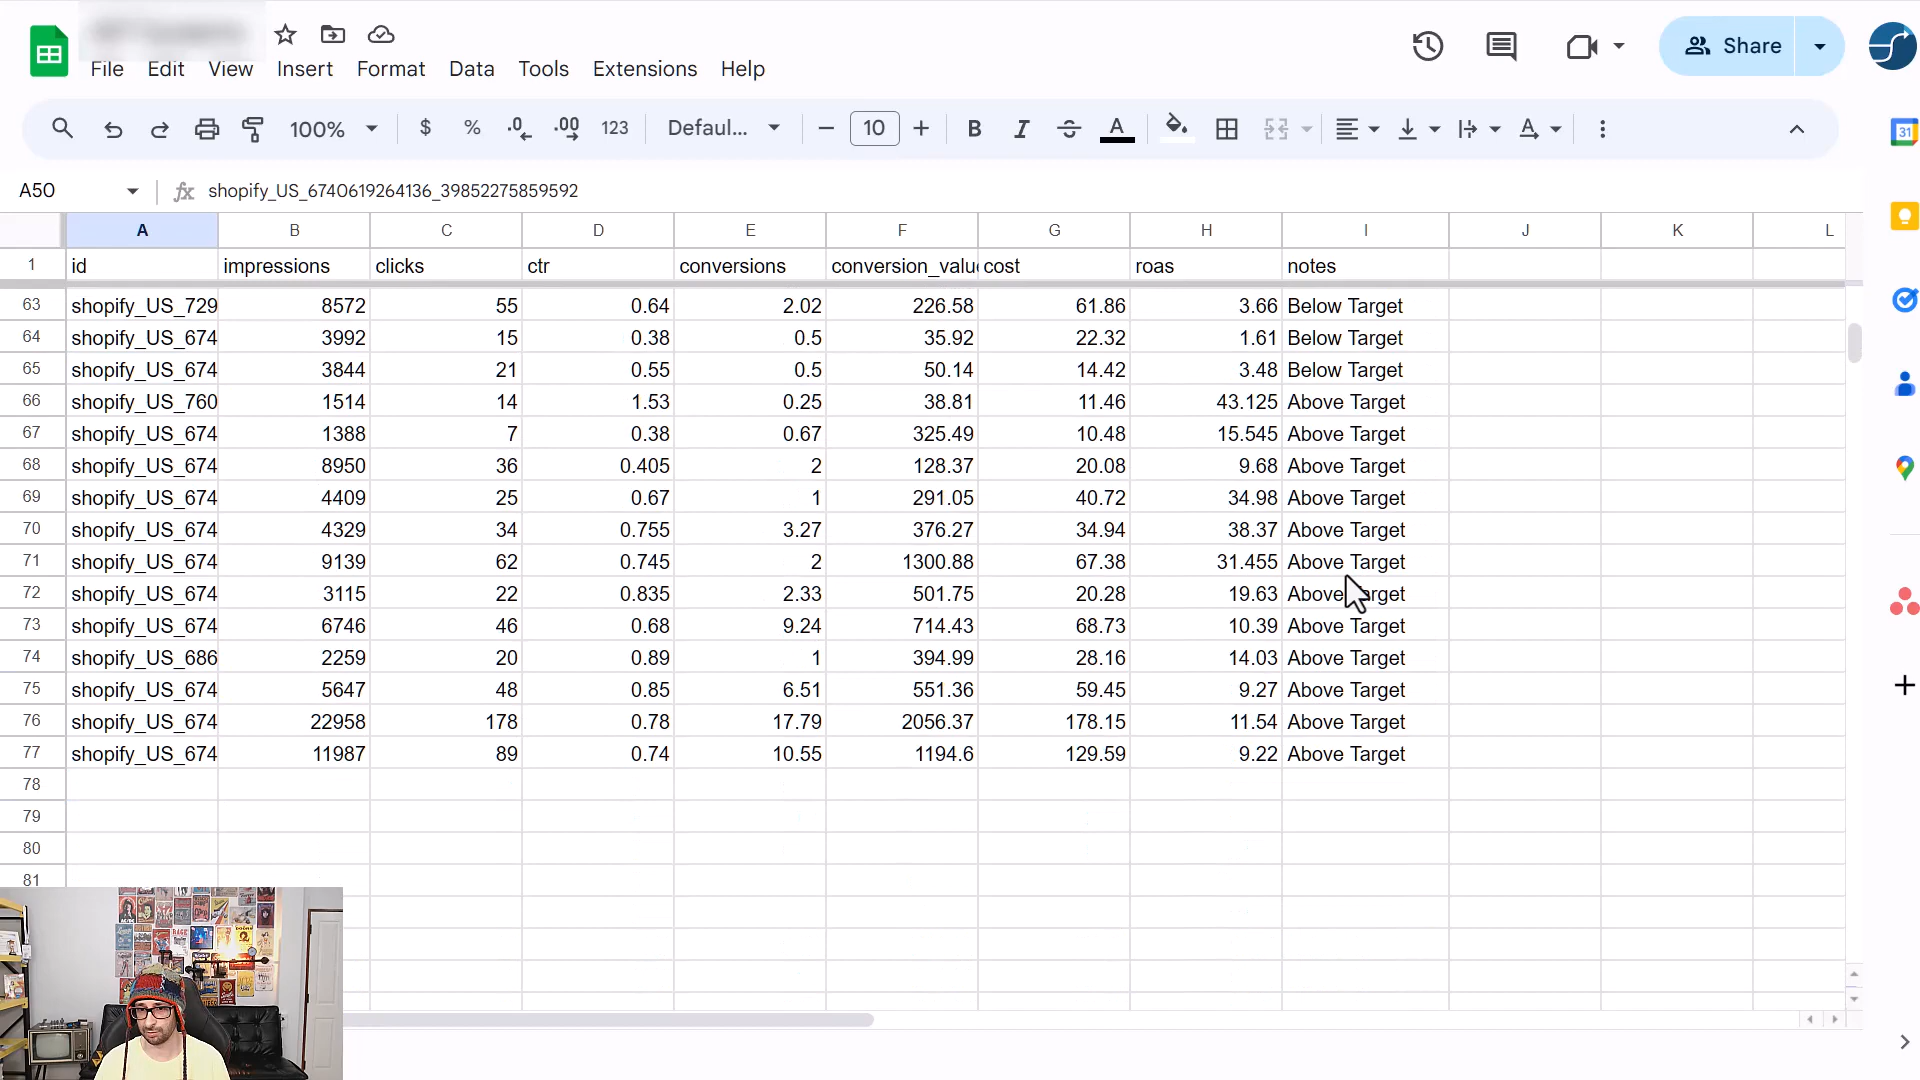 File Edit View Insert Format Data Tools Extensions Help
Share
31
100% $ % .0 .00 123 Defaul... 10 B I A
A50 fx shopify_US_6740619264136_39852275859592
A B C D E F G H I J K L
1 id impressions clicks ctr conversions conversion_valu cost roas notes
63 shopify_US_729 8572 55 0.64 2.02 226.58 61.86 3.66 Below Target
64 shopify_US_674 3992 15 0.38 0.5 35.92 22.32 1.61 Below Target
65 shopify_US_674 3844 21 0.55 0.5 50.14 14.42 3.48 Below Target
66 shopify_US_760 1514 14 1.53 0.25 38.81 11.46 43.125 Above Target
67 shopify_US_674 1388 7 0.38 0.67 325.49 10.48 15.545 Above Target
68 shopify_US_674 8950 36 0.405 2 128.37 20.08 9.68 Above Target
69 shopify_US_674 4409 25 0.67 1 291.05 40.72 34.98 Above Target
70 shopify_US_674 4329 34 0.755 3.27 376.27 34.94 38.37 Above Target
71 shopify_US_674 9139 62 0.745 2 1300.88 67.38 31.455 Above Target
72 shopify_US_674 3115 22 0.835 2.33 501.75 20.28 19.63 Above Target
73 shopify_US_674 6746 46 0.68 9.24 714.43 68.73 10.39 Above Target
74 shopify_US_686 2259 20 0.89 1 394.99 28.16 14.03 Above Target
75 shopify_US_674 5647 48 0.85 6.51 551.36 59.45 9.27 Above Target
76 shopify_US_674 22958 178 0.78 17.79 2056.37 178.15 11.54 Above Target
77 shopify_US_674 11987 89 0.74 10.55 1194.6 129.59 9.22 Above Target
78
79
80
81